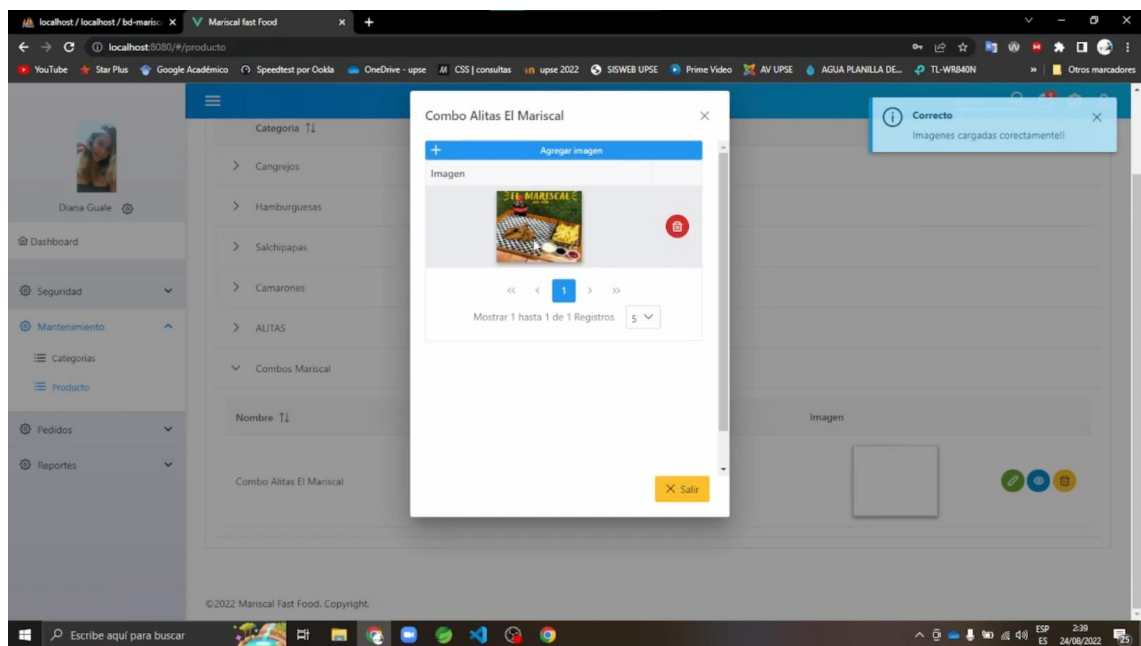 localhost / localhost / bd-marisc
Mariscal fast Food
localhost:8080/#/producto
YouTube
Star Plus
Google Académico
Speedtest por Ookla
OneDrive - upse
CSS | consultas
upse 2022
SISWEB UPSE
Prime Video
AV UPSE
AGUA PLANILLA DE...
TL-WR840N
Otros marcadores
Diana Guale
Dashboard
Seguridad
Mantenimiento
Categorias
Producto
Pedidos
Reportes
Categoria
Cangrejos
Hamburguesas
Salchipapas
Camarones
ALITAS
Combos Mariscal
Nombre
Imagen
Combo Alitas El Mariscal
©2022 Mariscal Fast Food. Copyright.
Combo Alitas El Mariscal
Agregar imagen
Imagen
EL MARISCAL
<< < 1 > >>
Mostrar 1 hasta 1 de 1 Registros 5
Salir
Correcto
Imagenes cargadas corectamente!!
Escribe aquí para buscar
ESP
ES
2:39
24/08/2022
25